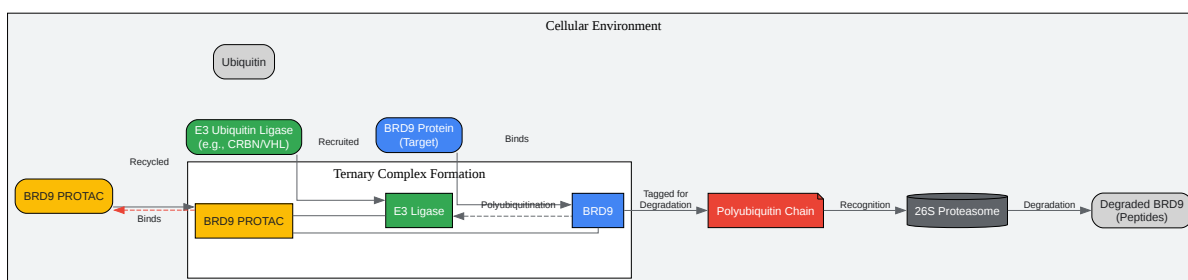 Cellular Environment
Ubiquitin
E3 Ubiquitin Ligase
(e.g., CRBN/VHL)
Recruited
BRD9 Protein
(Target)
Binds
Recycled
Ternary Complex Formation
BRD9 PROTAC
Binds
BRD9 PROTAC
E3 Ligase
Polyubiquitination
BRD9
Tagged for
Degradation
Polyubiquitin Chain
Recognition
26S Proteasome
Degradation
Degraded BRD9
(Peptides)